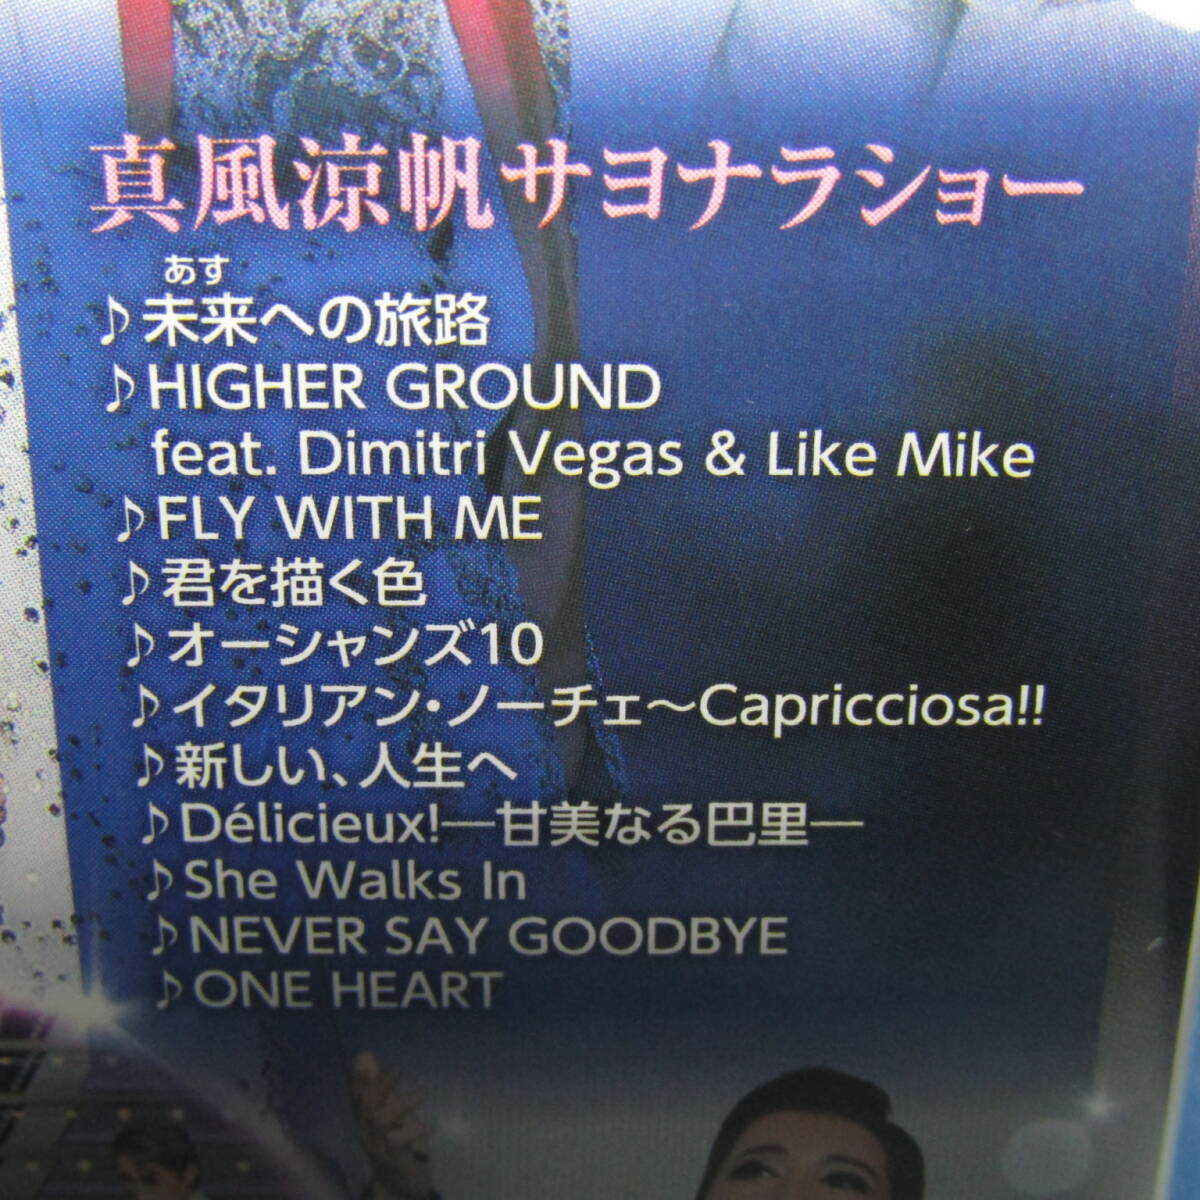 真風涼帆サヨナラショー
あす
♪未来への旅路
♪HIGHER GROUND
feat. Dimitri Vegas & Like Mike
♪FLY WITH ME
♪君を描く色
♪オーシャンズ10
♪イタリアン・ノーチェ～Capricciosa!!
♪新しい、人生へ
♪Délicieux!―甘美なる巴里―
♪She Walks In
♪NEVER SAY GOODBYE
♪ONE HEART